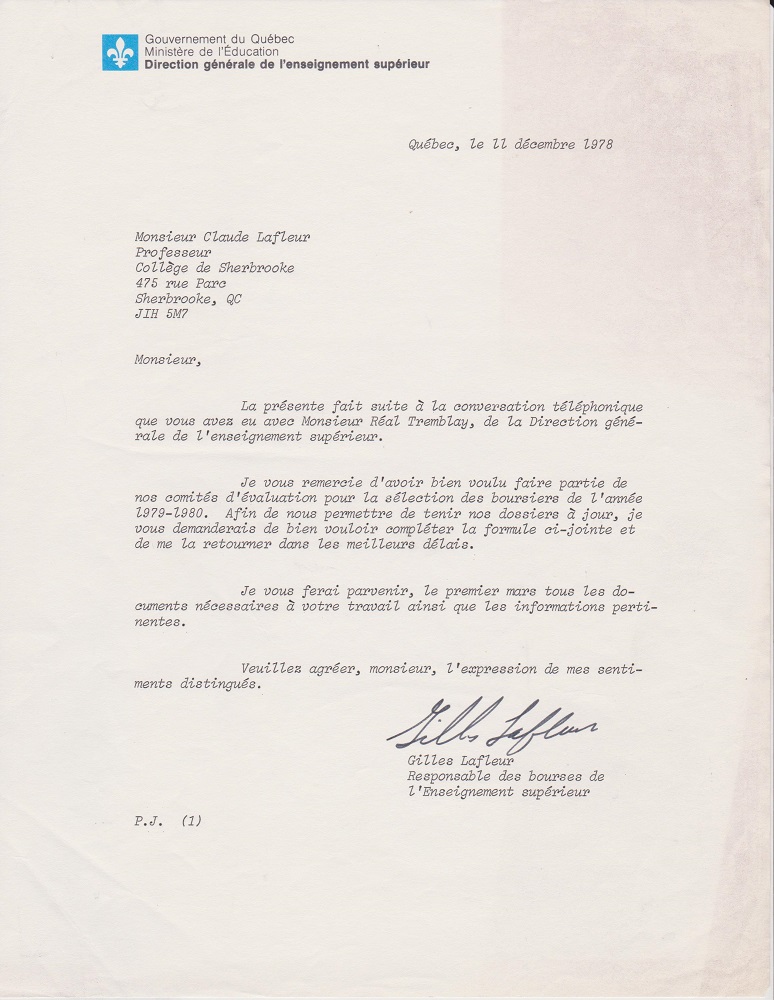 Gouvernement du Québec
Ministère de l'Éducation
Direction générale de l'enseignement supérieur
Québec, le 11 décembre 1978
Monsieur Claude Lafleur
Professeur
Collège de Sherbrooke
475 rue Parc
Sherbrooke, QC
JIH 5M7
Monsieur,
La présente fait suite à la conversation téléphonique
que vous avez eu avec Monsieur Réal Tremblay, de la Direction géné-
rale de l'enseignement supérieur.
Je vous remercie d'avoir bien voulu faire partie de
nos comités d'évaluation pour la sélection des boursiers de l'année
1979-1980. Afin de nous permettre de tenir nos dossiers à jour, je
vous demanderais de bien vouloir compléter la formule ci-jointe et
de me la retourner dans les meilleurs délais.
Je vous ferai parvenir, le premier mars tous les do-
cuments nécessaires à votre travail ainsi que les informations perti-
nentes.
Veuillez agréer, monsieur, l'expression de mes senti-
ments distingués.
Gilles Lafleur
Gilles Lafleur
Responsable des bourses de
l'Enseignement supérieur
P.J. (1)